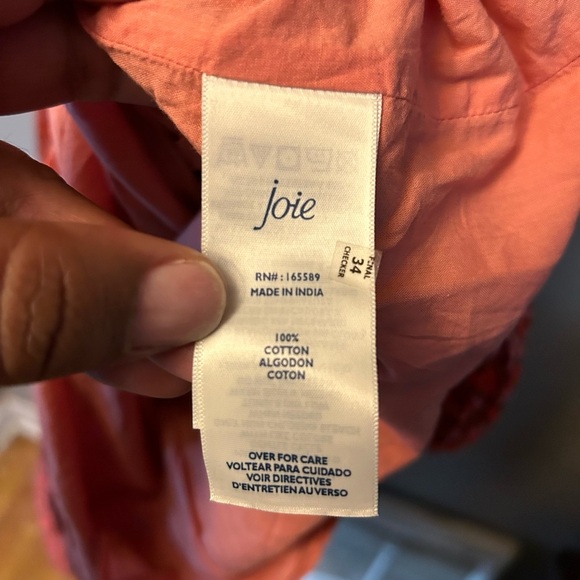 joie
RN#: 165589
MADE IN INDIA
FINAL
34
CHECKER
100%
COTTON
ALGODON
COTON
OVER FOR CARE
VOLTEAR PARA CUIDADO
VOIR DIRECTIVES
D'ENTRETIEN AU VERSO